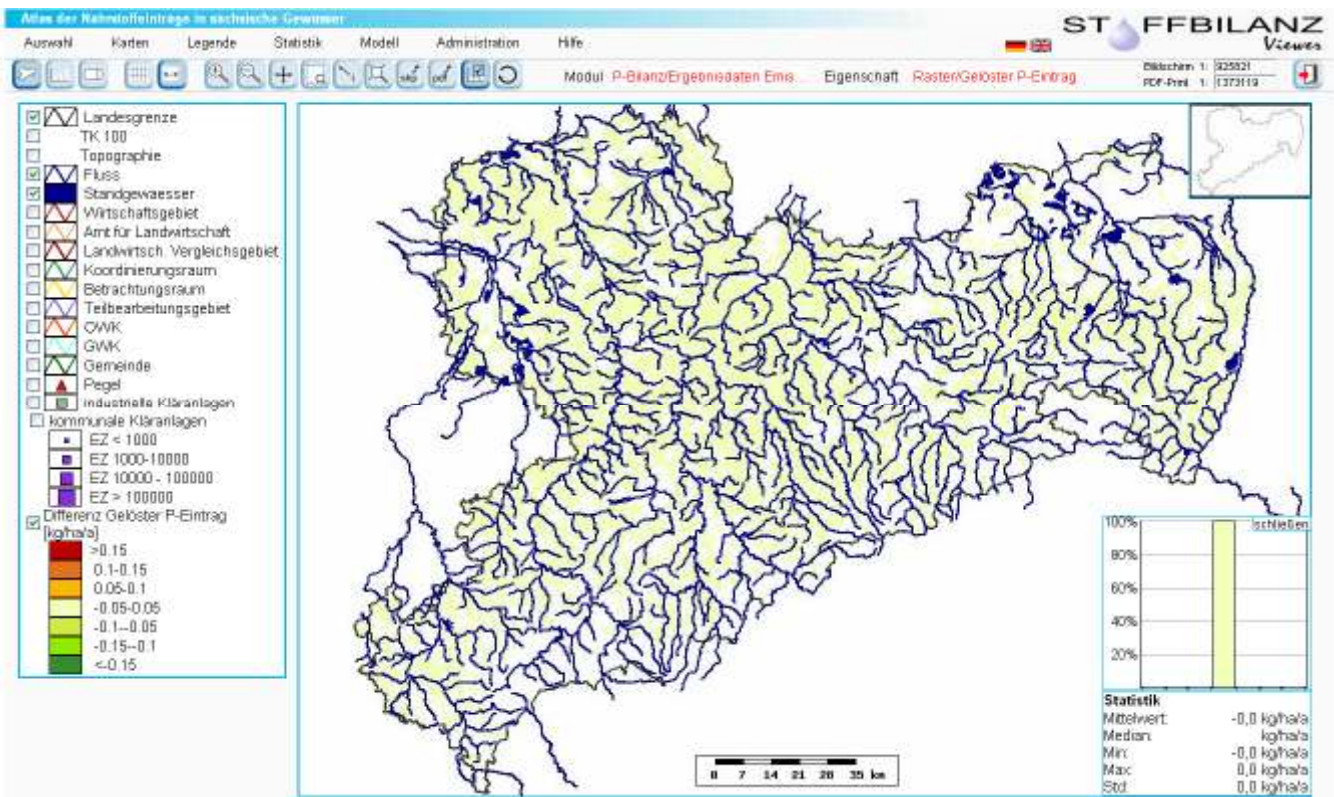 Atlas der Nährstoffeinträge in sächsische Gewässer
STOFFBILANZ
Viewer
Auswahl Karten Legende Statistik Modell Administration Hilfe
Modul P-Bilanz/Ergebnisdaten Emis... Eigenschaft Raster/Gelöster P-Eintrag
Bildschirm 1: 925821
PDF-Print 1: 1373119
Landesgrenze
TK 100
Topographie
Fluss
Standgewaesser
Wirtschaftsgebiet
Amt für Landwirtschaft
Landwirtsch. Vergleichsgebiet
Koordinierungsraum
Betrachtungsraum
Teilbearbeitungsgebiet
OWK
GWK
Gemeinde
Pegel
industrielle Kläranlagen
kommunale Kläranlagen
EZ < 1000
EZ 1000-10000
EZ 10000 - 100000
EZ > 100000
Differenz Gelöster P-Eintrag
[kg/ha/a]
>0.15
0.1-0.15
0.05-0.1
-0.05-0.05
-0.1--0.05
-0.15--0.1
<-0.15
100% schließen
80%
60%
40%
20%
Statistik
Mittelwert: -0,0 kg/ha/a
Median: kg/ha/a
Min: -0,0 kg/ha/a
Max: 0,0 kg/ha/a
Std: 0,0 kg/ha/a
0 7 14 21 28 35 km